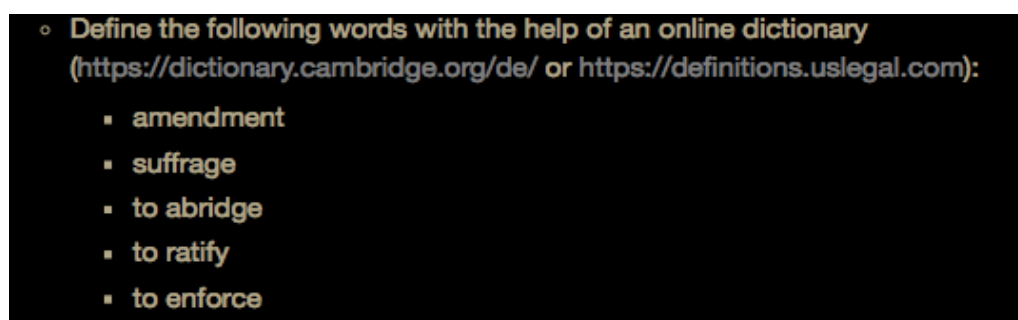 ◦ Define the following words with the help of an online dictionary
(https://dictionary.cambridge.org/de/ or https://definitions.uslegal.com):
▪ amendment
▪ suffrage
▪ to abridge
▪ to ratify
▪ to enforce